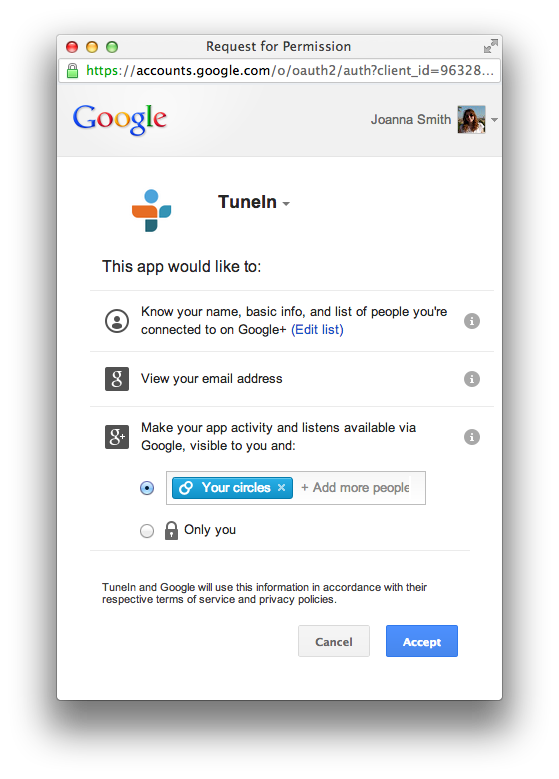 Request for Permission
https://accounts.google.com/o/oauth2/auth?client_id=96328...
Google
Joanna Smith
TuneIn
This app would like to:
Know your name, basic info, and list of people you're
connected to on Google+ (Edit list)
i
g
View your email address
i
g+
Make your app activity and listens available via
Google, visible to you and:
i
Your circles × + Add more people
Only you
TuneIn and Google will use this information in accordance with their
respective terms of service and privacy policies.
Cancel
Accept